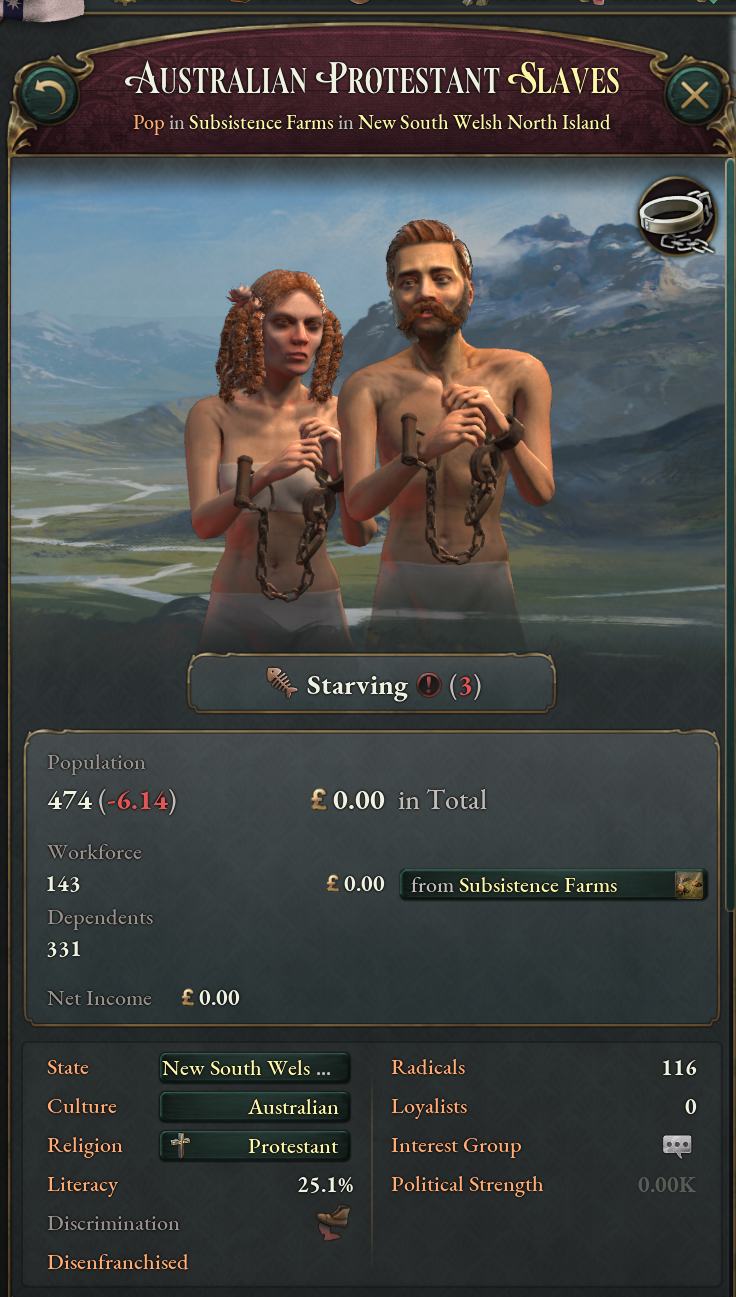 Australian Protestant Slaves
Pop in Subsistence Farms in New South Welsh North Island
Starving ! (3)
Population
474 (-6.14) £ 0.00 in Total
Workforce
143 £ 0.00 from Subsistence Farms
Dependents
331
Net Income £ 0.00
State New South Wels ... Radicals 116
Culture Australian Loyalists 0
Religion Protestant Interest Group
Literacy 25.1% Political Strength 0.00K
Discrimination
Disenfranchised